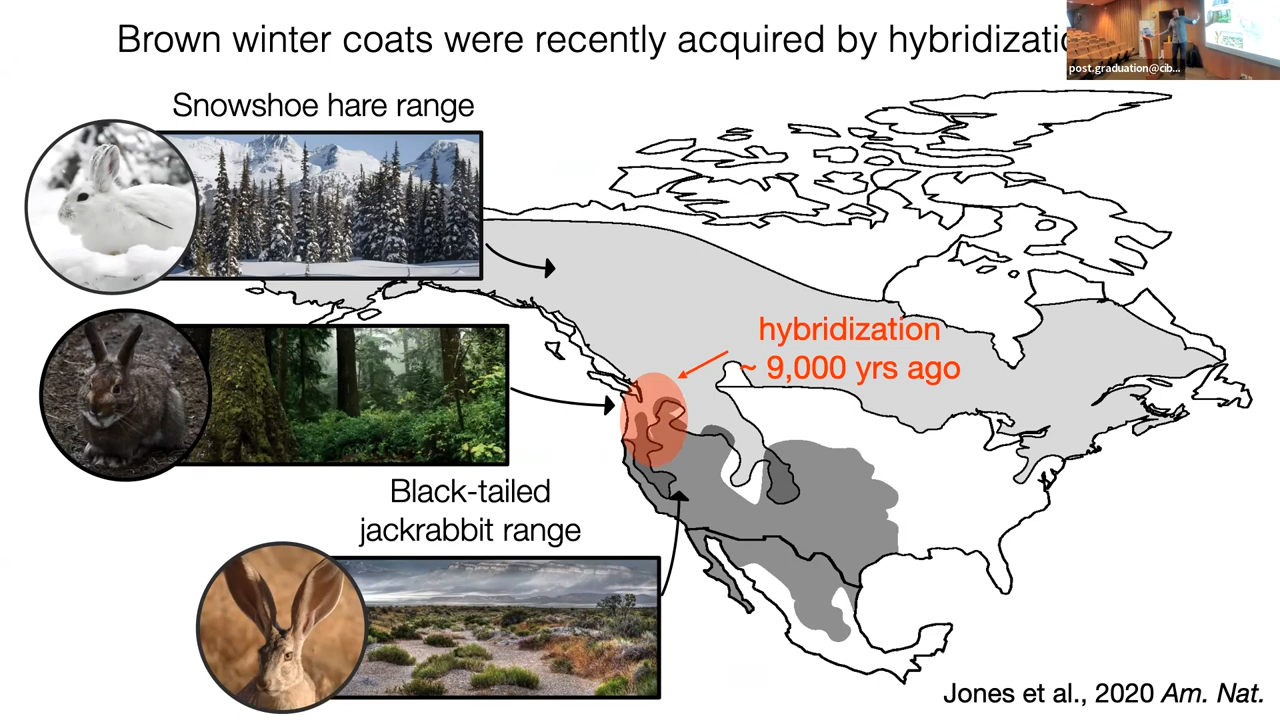 Brown winter coats were recently acquired by hybridizatio
post.graduation@cib...
Snowshoe hare range
hybridization
~ 9,000 yrs ago
Black-tailed
jackrabbit range
Jones et al., 2020 Am. Nat.